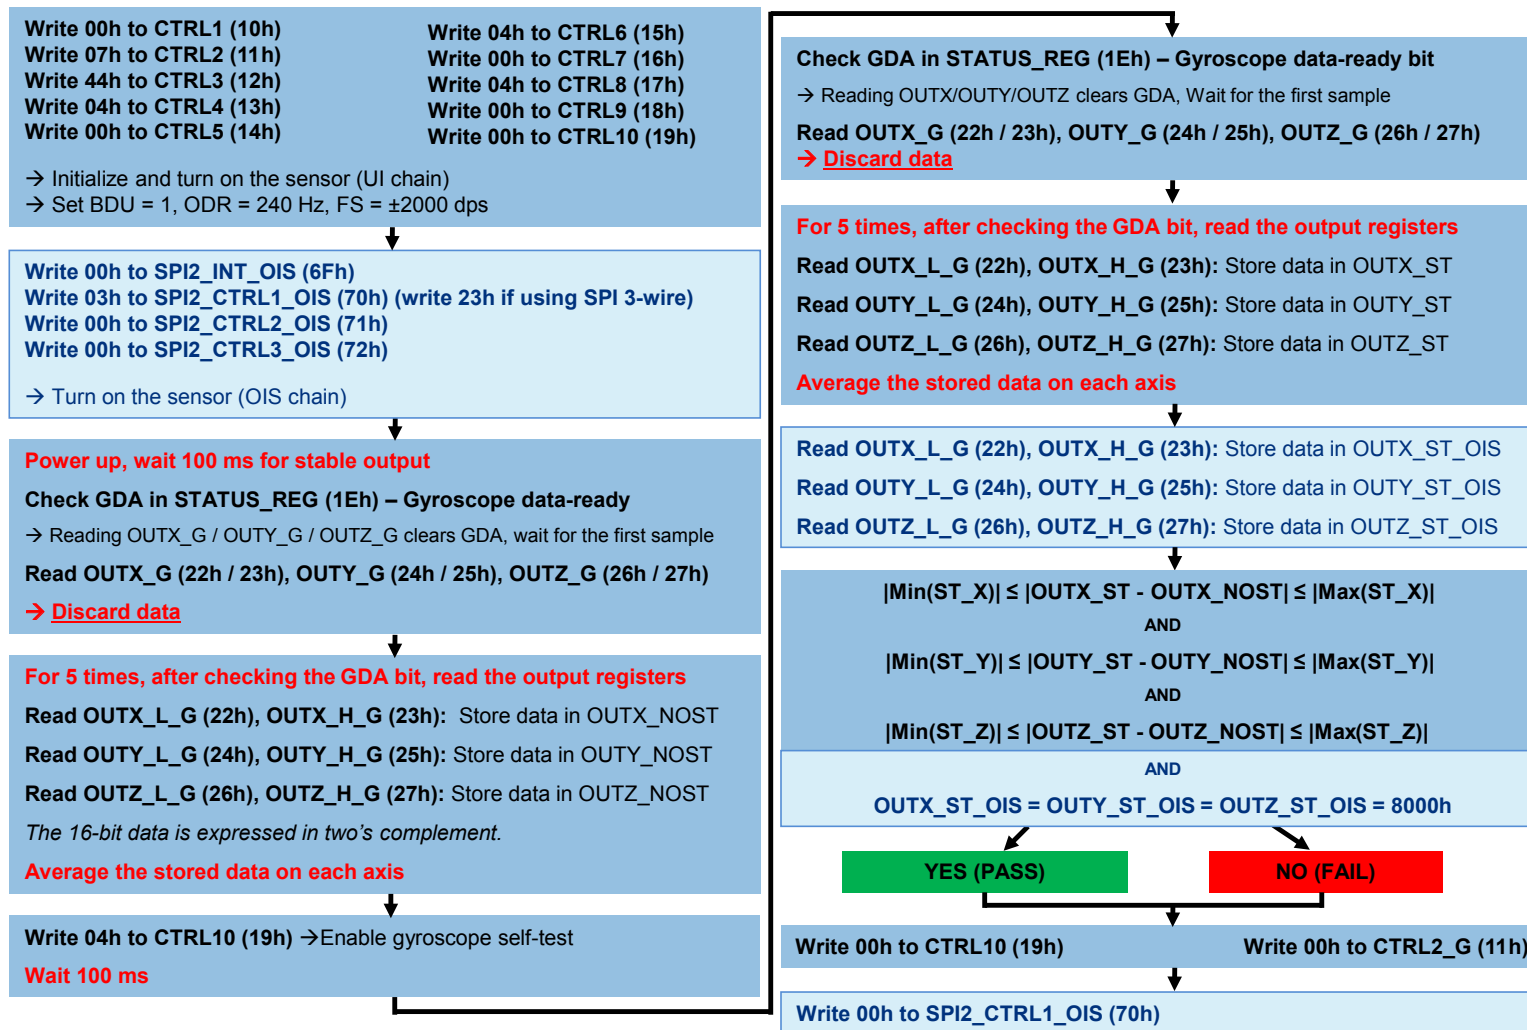 Write 00h to CTRL1 (10h)
Write 07h to CTRL2 (11h)
Write 44h to CTRL3 (12h)
Write 04h to CTRL4 (13h)
Write 00h to CTRL5 (14h)
Write 04h to CTRL6 (15h)
Write 00h to CTRL7 (16h)
Write 04h to CTRL8 (17h)
Write 00h to CTRL9 (18h)
Write 00h to CTRL10 (19h)
→ Initialize and turn on the sensor (UI chain)
→ Set BDU = 1, ODR = 240 Hz, FS = ±2000 dps
Write 00h to SPI2_INT_OIS (6Fh)
Write 03h to SPI2_CTRL1_OIS (70h) (write 23h if using SPI 3-wire)
Write 00h to SPI2_CTRL2_OIS (71h)
Write 00h to SPI2_CTRL3_OIS (72h)
→ Turn on the sensor (OIS chain)
Power up, wait 100 ms for stable output
Check GDA in STATUS_REG (1Eh) – Gyroscope data-ready
→ Reading OUTX_G / OUTY_G / OUTZ_G clears GDA, wait for the first sample
Read OUTX_G (22h / 23h), OUTY_G (24h / 25h), OUTZ_G (26h / 27h)
→ Discard data
For 5 times, after checking the GDA bit, read the output registers
Read OUTX_L_G (22h), OUTX_H_G (23h): Store data in OUTX_NOST
Read OUTY_L_G (24h), OUTY_H_G (25h): Store data in OUTY_NOST
Read OUTZ_L_G (26h), OUTZ_H_G (27h): Store data in OUTZ_NOST
The 16-bit data is expressed in two's complement.
Average the stored data on each axis
Write 04h to CTRL10 (19h) →Enable gyroscope self-test
Wait 100 ms
Check GDA in STATUS_REG (1Eh) – Gyroscope data-ready bit
→ Reading OUTX/OUTY/OUTZ clears GDA, Wait for the first sample
Read OUTX_G (22h / 23h), OUTY_G (24h / 25h), OUTZ_G (26h / 27h)
→ Discard data
For 5 times, after checking the GDA bit, read the output registers
Read OUTX_L_G (22h), OUTX_H_G (23h): Store data in OUTX_ST
Read OUTY_L_G (24h), OUTY_H_G (25h): Store data in OUTY_ST
Read OUTZ_L_G (26h), OUTZ_H_G (27h): Store data in OUTZ_ST
Average the stored data on each axis
Read OUTX_L_G (22h), OUTX_H_G (23h): Store data in OUTX_ST_OIS
Read OUTY_L_G (24h), OUTY_H_G (25h): Store data in OUTY_ST_OIS
Read OUTZ_L_G (26h), OUTZ_H_G (27h): Store data in OUTZ_ST_OIS
|Min(ST_X)| ≤ |OUTX_ST - OUTX_NOST| ≤ |Max(ST_X)|
AND
|Min(ST_Y)| ≤ |OUTY_ST - OUTY_NOST| ≤ |Max(ST_Y)|
AND
|Min(ST_Z)| ≤ |OUTZ_ST - OUTZ_NOST| ≤ |Max(ST_Z)|
AND
OUTX_ST_OIS = OUTY_ST_OIS = OUTZ_ST_OIS = 8000h
YES (PASS)
NO (FAIL)
Write 00h to CTRL10 (19h)
Write 00h to CTRL2_G (11h)
Write 00h to SPI2_CTRL1_OIS (70h)